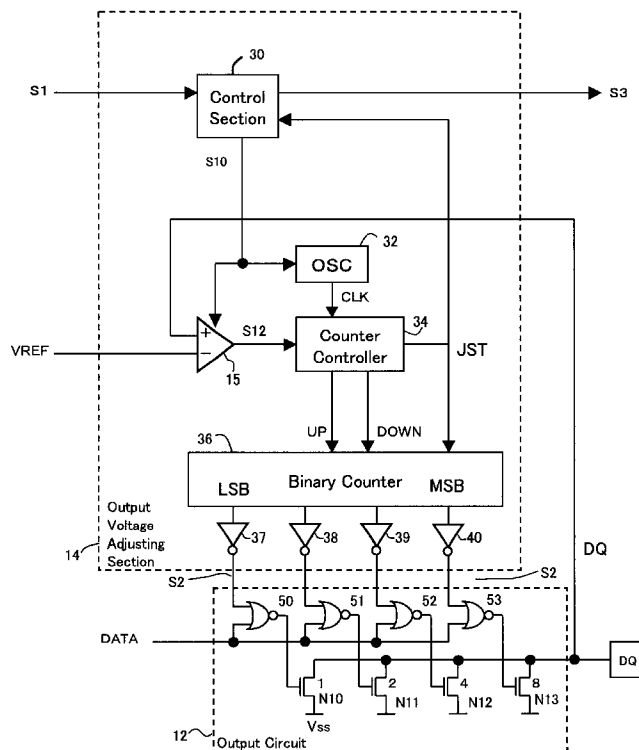 30
S1
Control
Section
S3
S10
32
OSC
CLK
34
S12
Counter
Controller
VREF
+
−
15
JST
UP
DOWN
36
LSB
Binary Counter
MSB
37
38
39
40
Output
Voltage
Adjusting
Section
14
DQ
S2
S2
50
51
52
53
DATA
DQ
1
2
4
8
N10
N11
N12
N13
Vss
12
Output Circuit